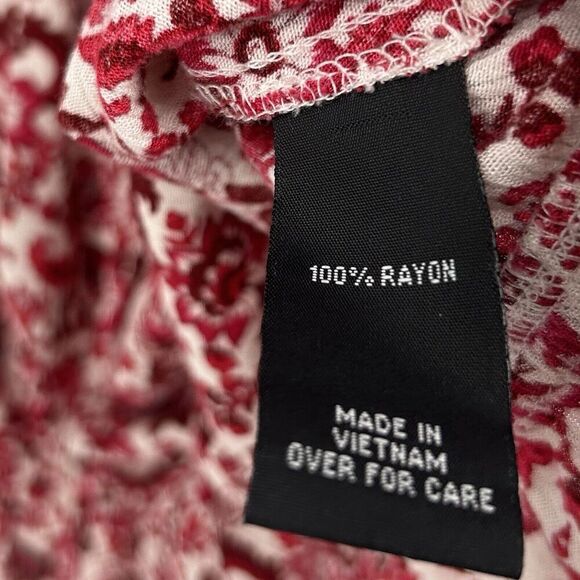 100% RAYON
MADE IN
VIETNAM
OVER FOR CARE